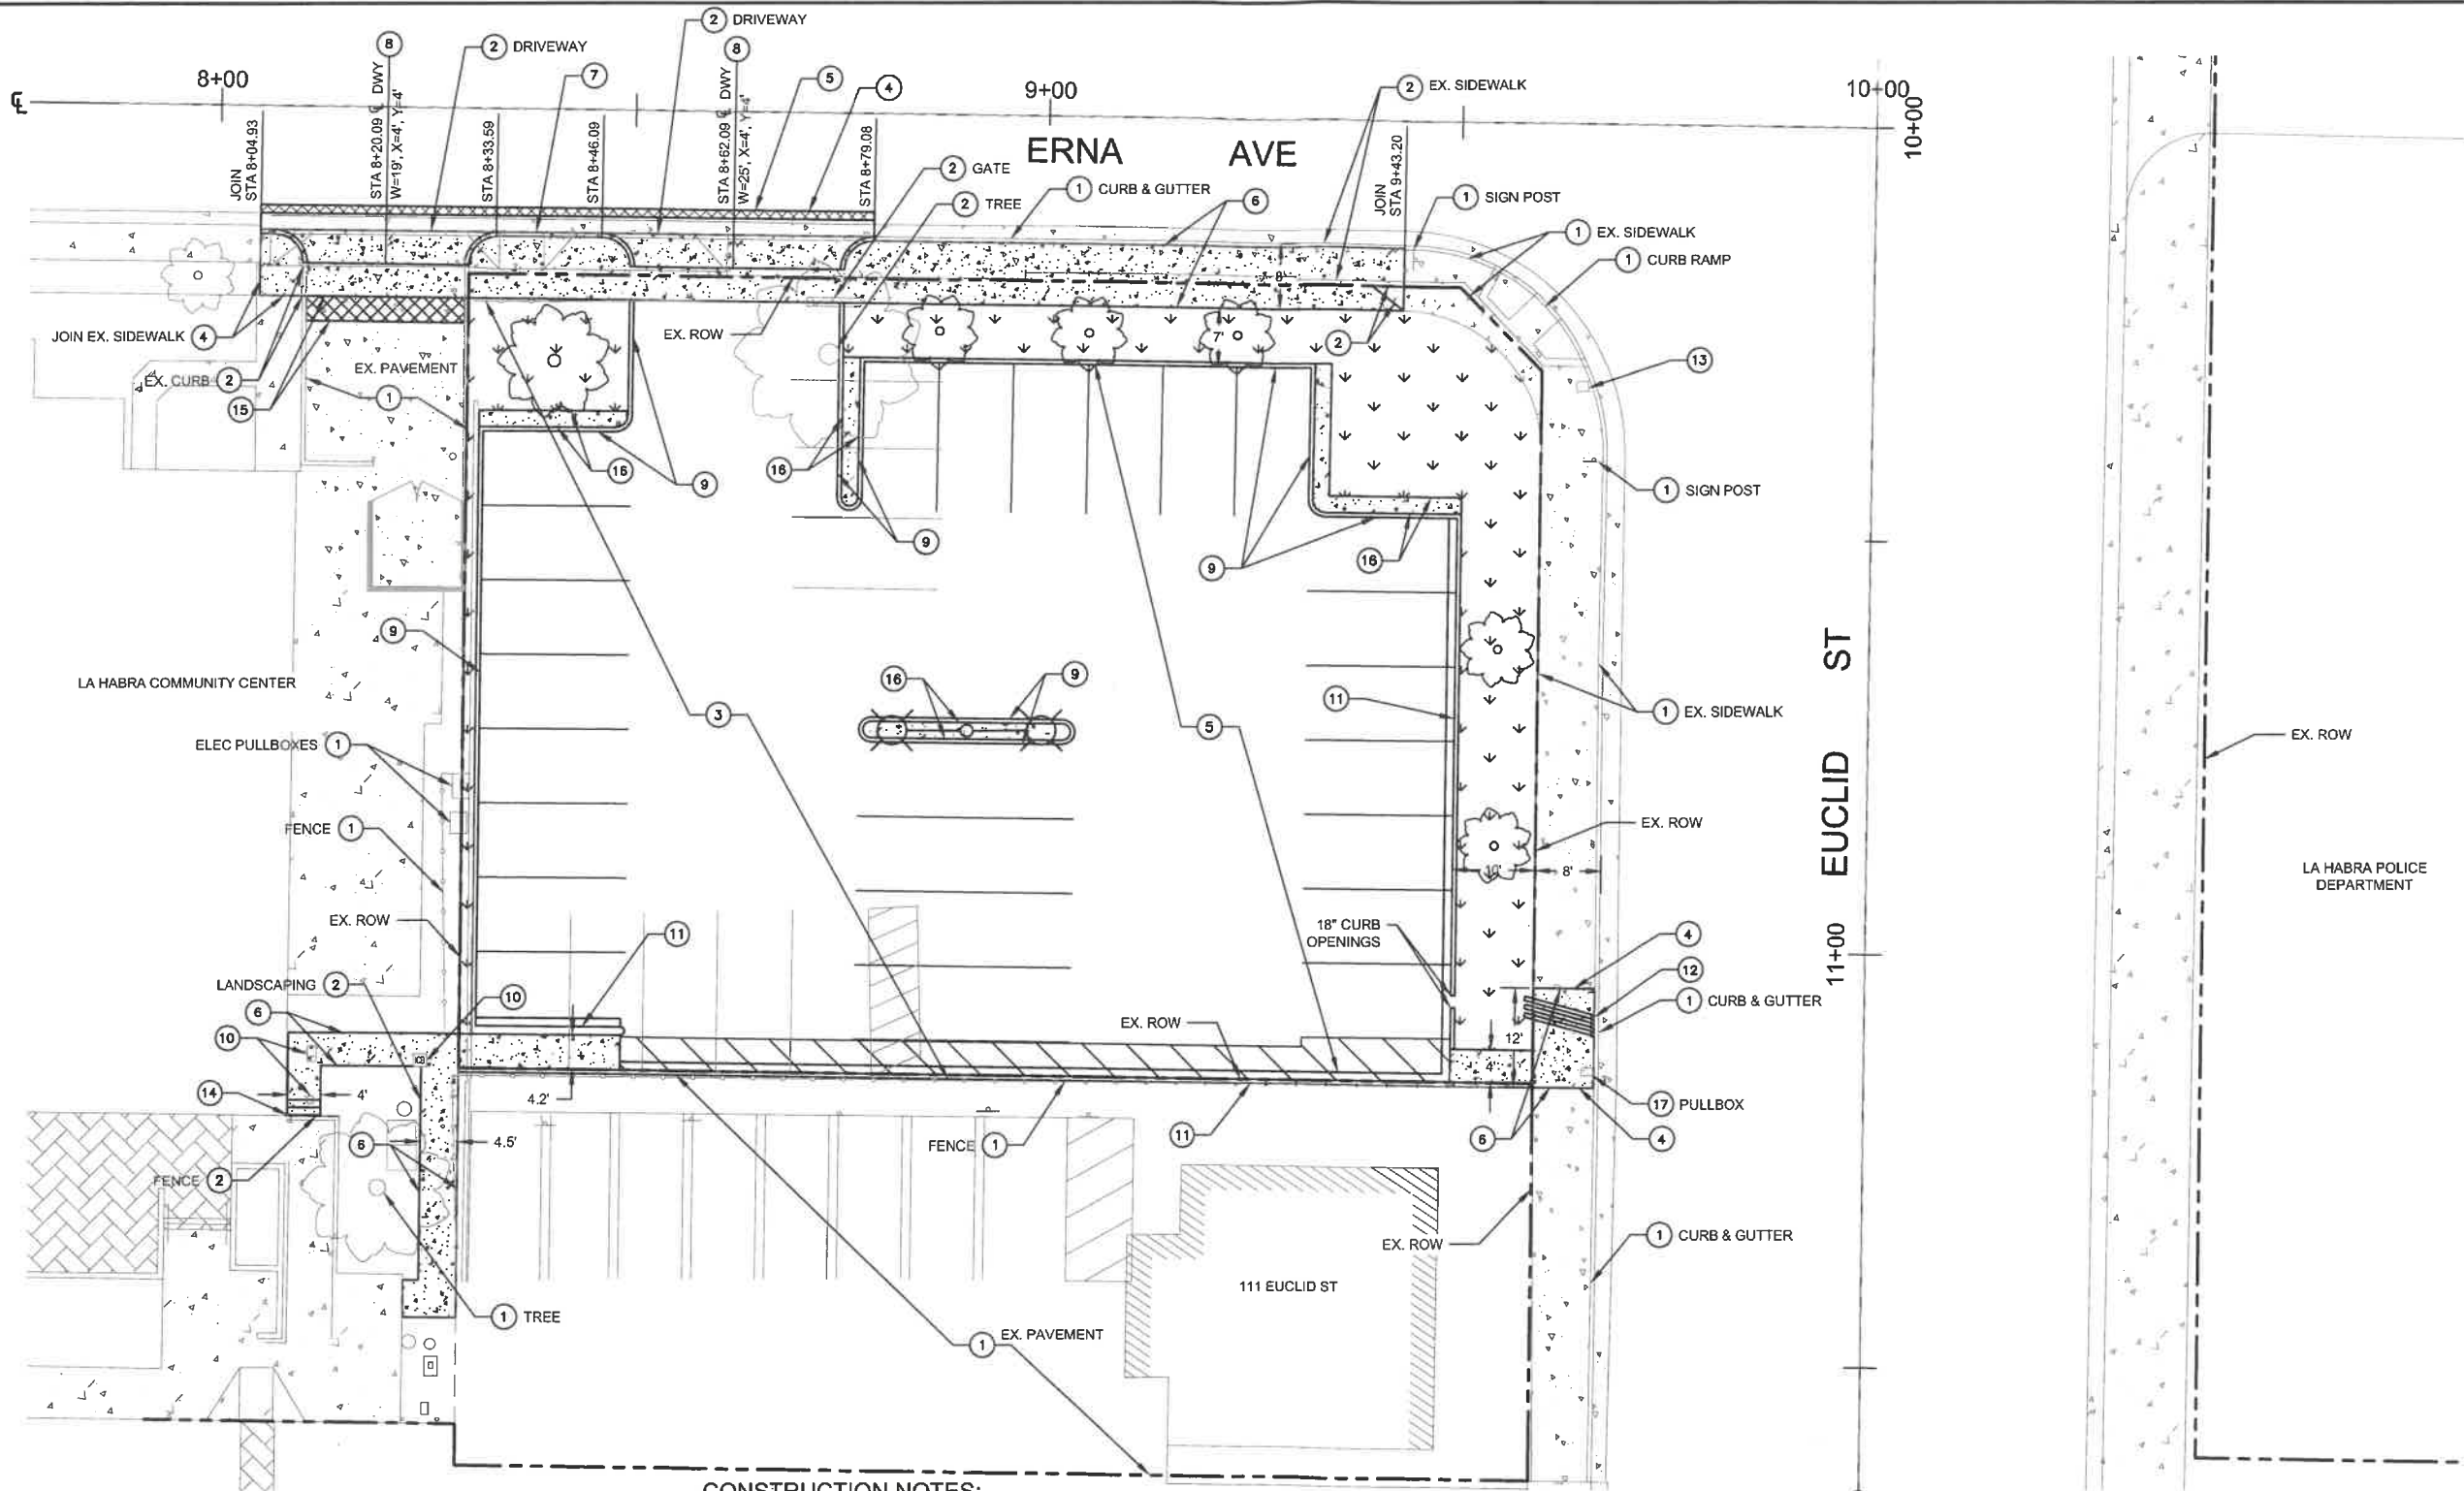 2 DRIVEWAY
8
2 DRIVEWAY
8
7
5
4
2 EX. SIDEWALK
8+00
9+00
10+00
10+00
℄
JOIN
STA 8+04.93
STA 8+20.09 ℄ DWY
W=19', X=4', Y=4'
STA 8+33.59
STA 8+46.09
STA 8+62.09 ℄ DWY
W=25', X=4', Y=4'
STA 8+79.08
ERNA AVE
JOIN
STA 9+43.20
2 GATE
1 CURB & GUTTER
2 TREE
6
1 SIGN POST
1 EX. SIDEWALK
1 CURB RAMP
8'
JOIN EX. SIDEWALK 4
EX. ROW
7'
2
13
EX. CURB 2
EX. PAVEMENT
15
1
16
9
16
9
9
16
1 SIGN POST
9
LA HABRA COMMUNITY CENTER
16
9
11
3
5
1 EX. SIDEWALK
EUCLID ST
EX. ROW
ELEC PULLBOXES 1
FENCE 1
EX. ROW
10'
8'
LA HABRA POLICE
DEPARTMENT
EX. ROW
11
18" CURB
OPENINGS
4
11+00
12
LANDSCAPING 2
10
1 CURB & GUTTER
6
EX. ROW
12'
10
14
4'
4.2'
4'
17 PULLBOX
6
4.5'
FENCE 1
11
6
4
FENCE 2
EX. ROW
1 CURB & GUTTER
111 EUCLID ST
1 TREE
1 EX. PAVEMENT
CONSTRUCTION NOTES: